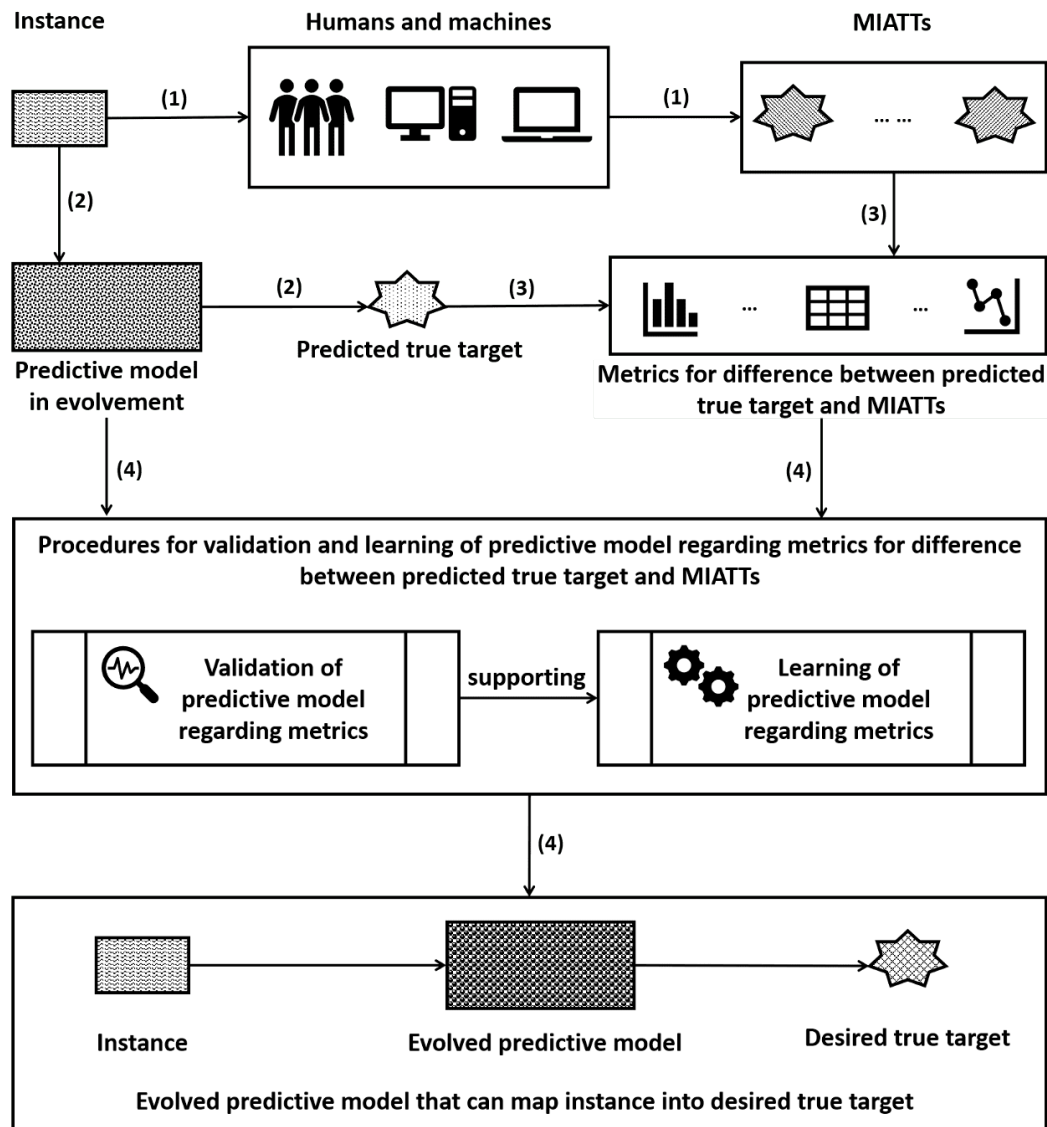 Instance
Humans and machines
MIATTs
(1)
(1)
... ...
(2)
(3)
(2)
(3)
... ...
Predicted true target
Predictive model
in evolvement
Metrics for difference between predicted
true target and MIATTs
(4)
(4)
Procedures for validation and learning of predictive model regarding metrics for difference
between predicted true target and MIATTs
Validation of
predictive model
regarding metrics
supporting
Learning of
predictive model
regarding metrics
(4)
Instance
Evolved predictive model
Desired true target
Evolved predictive model that can map instance into desired true target